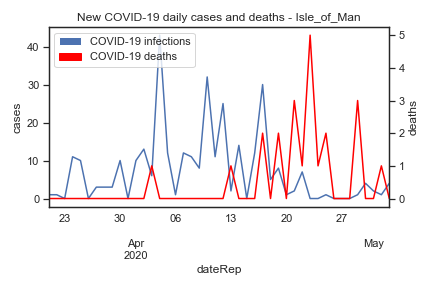 New COVID-19 daily cases and deaths - Isle_of_Man
COVID-19 infections
COVID-19 deaths
40
30
20
10
0
cases
5
4
3
2
1
0
deaths
23
30
06
13
20
27
Apr
2020
May
dateRep